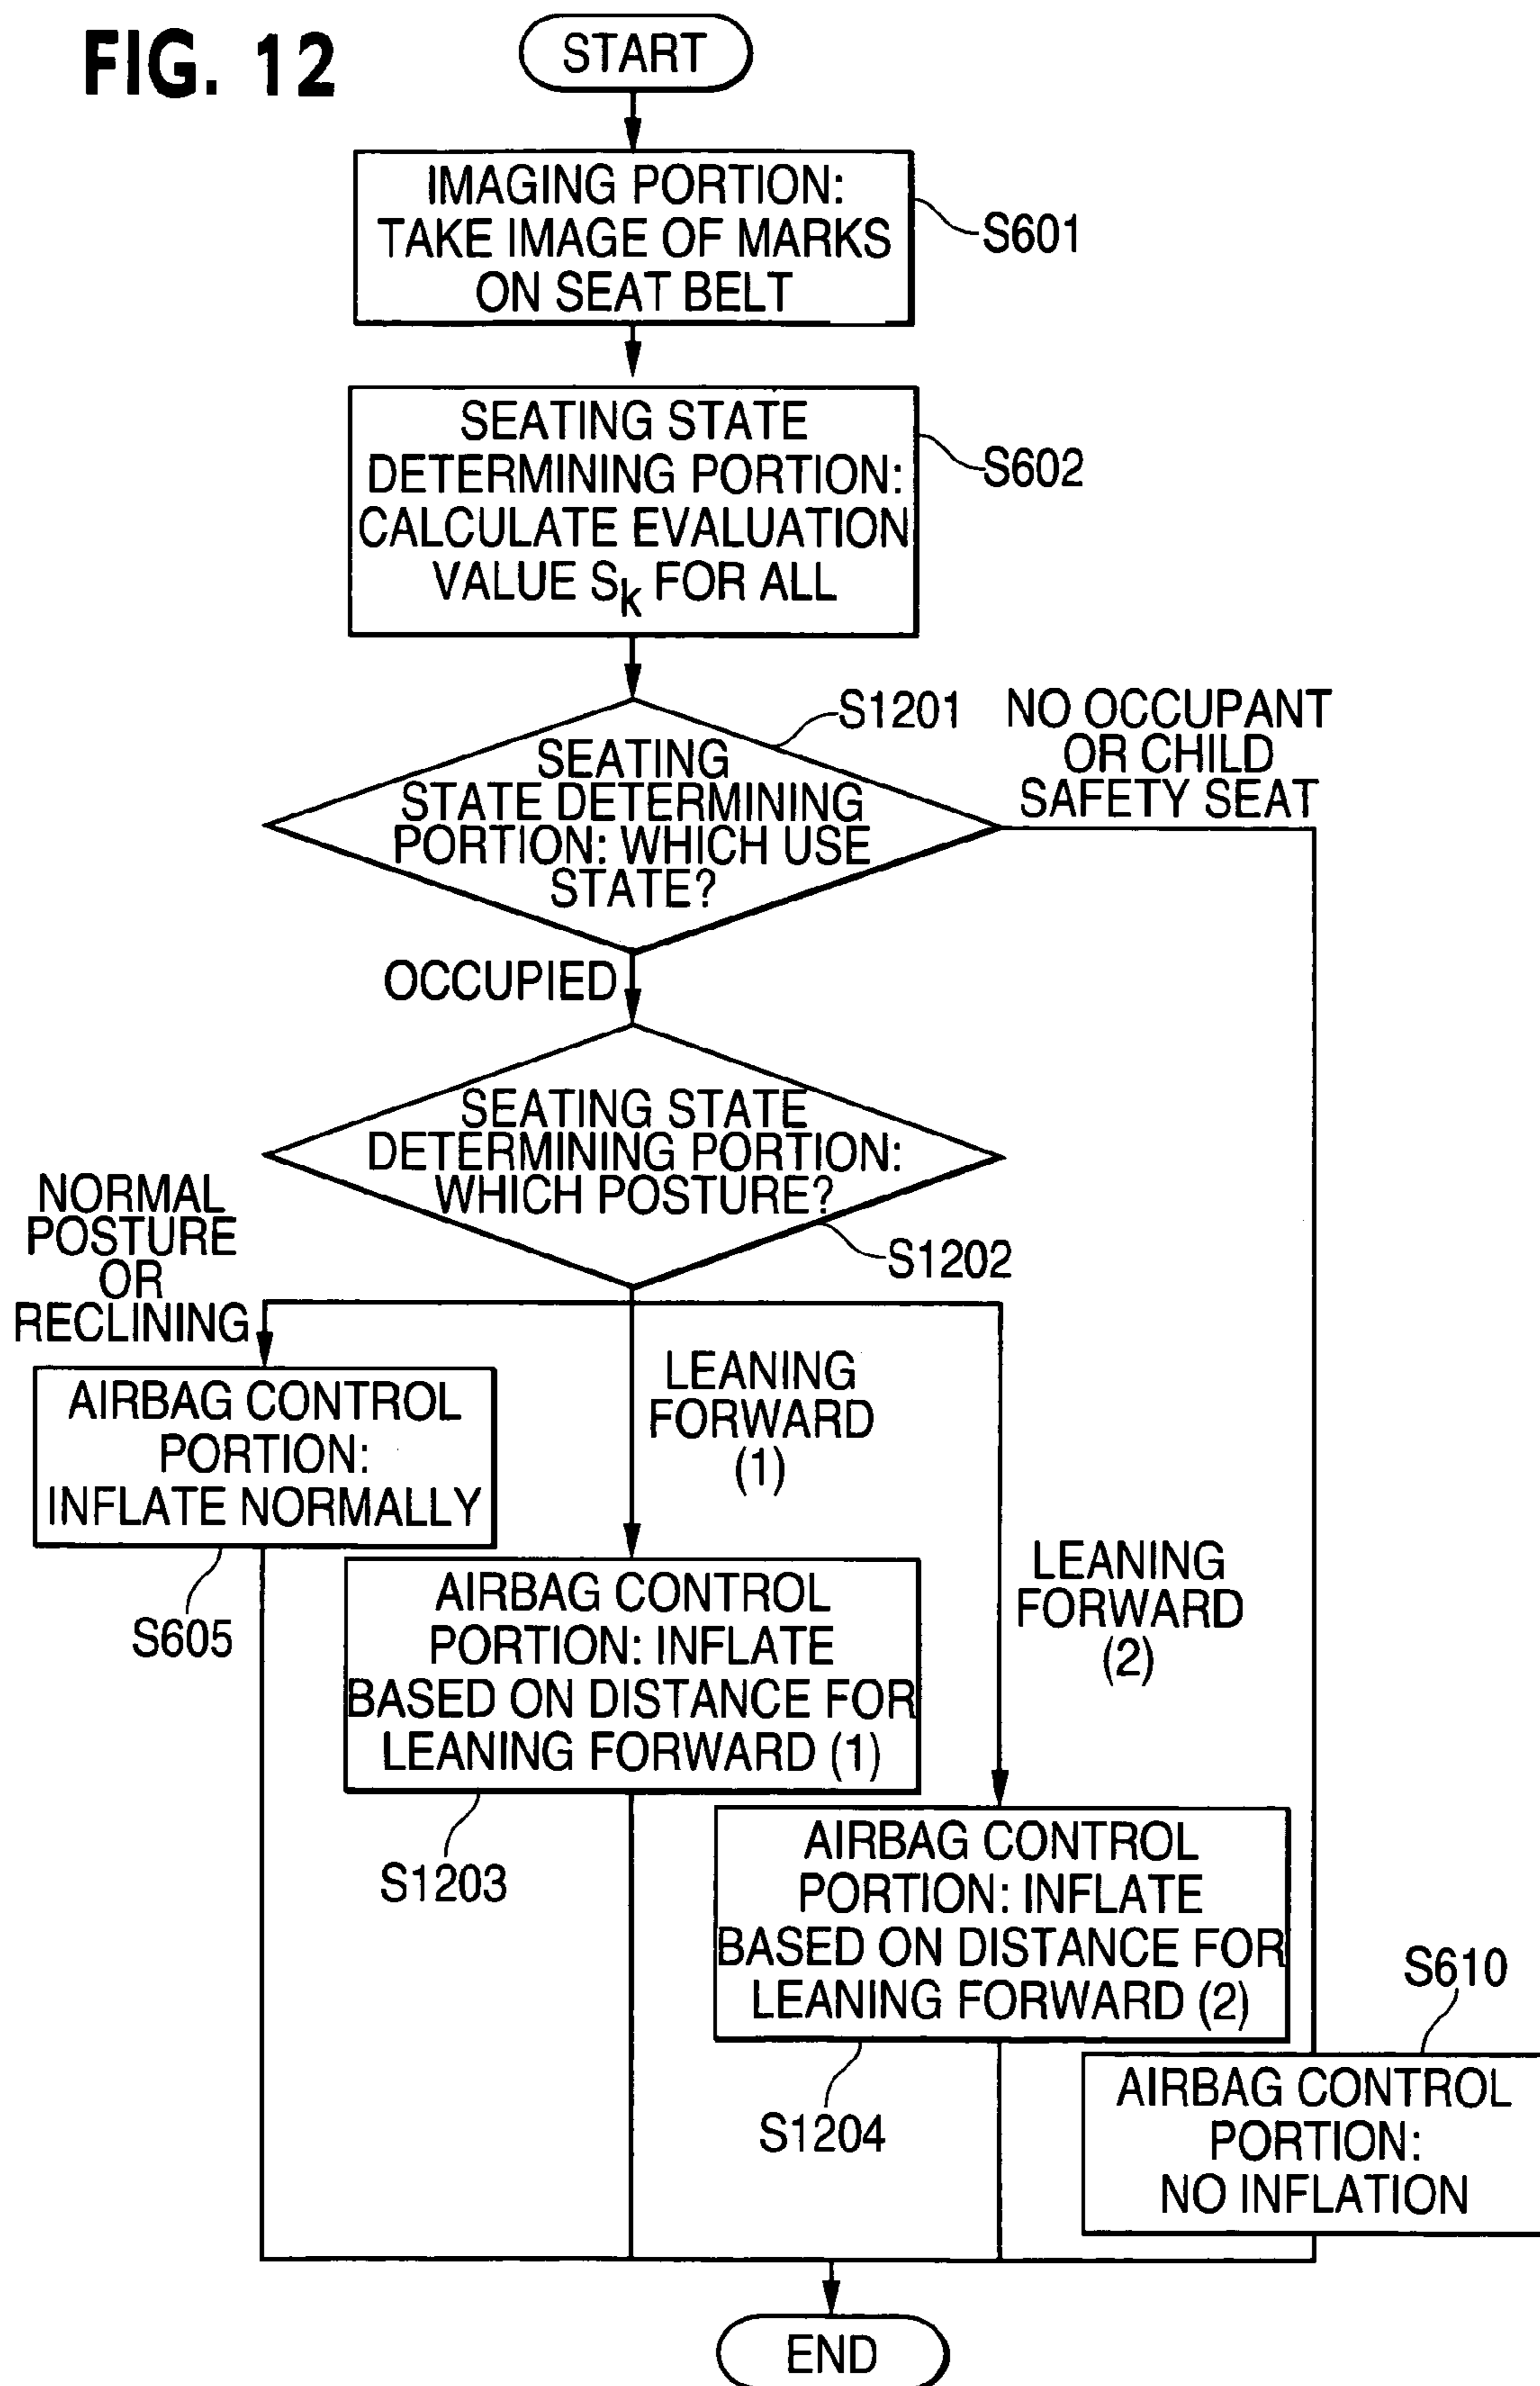 FIG. 12
START
IMAGING PORTION:
TAKE IMAGE OF MARKS
ON SEAT BELT
S601
SEATING STATE
DETERMINING PORTION:
CALCULATE EVALUATION
VALUE Sk FOR ALL
S602
S1201
NO OCCUPANT
OR CHILD
SAFETY SEAT
SEATING
STATE DETERMINING
PORTION: WHICH USE
STATE?
OCCUPIED
SEATING STATE
DETERMINING PORTION:
WHICH POSTURE?
S1202
NORMAL
POSTURE
OR
RECLINING
AIRBAG CONTROL
PORTION:
INFLATE NORMALLY
S605
LEANING
FORWARD
(1)
AIRBAG CONTROL
PORTION: INFLATE
BASED ON DISTANCE FOR
LEANING FORWARD (1)
S1203
LEANING
FORWARD
(2)
AIRBAG CONTROL
PORTION: INFLATE
BASED ON DISTANCE FOR
LEANING FORWARD (2)
S1204
S610
AIRBAG CONTROL
PORTION:
NO INFLATION
END